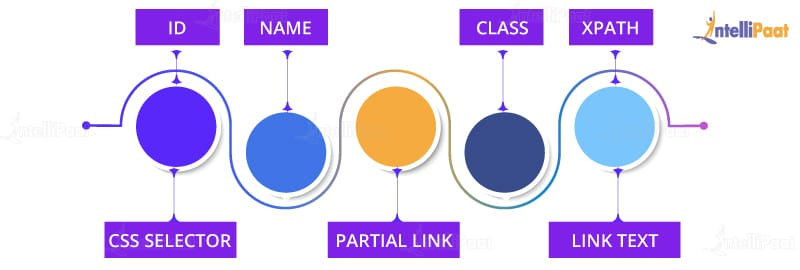 ID
NAME
CLASS
XPATH
intelliPaat
CSS SELECTOR
PARTIAL LINK
LINK TEXT